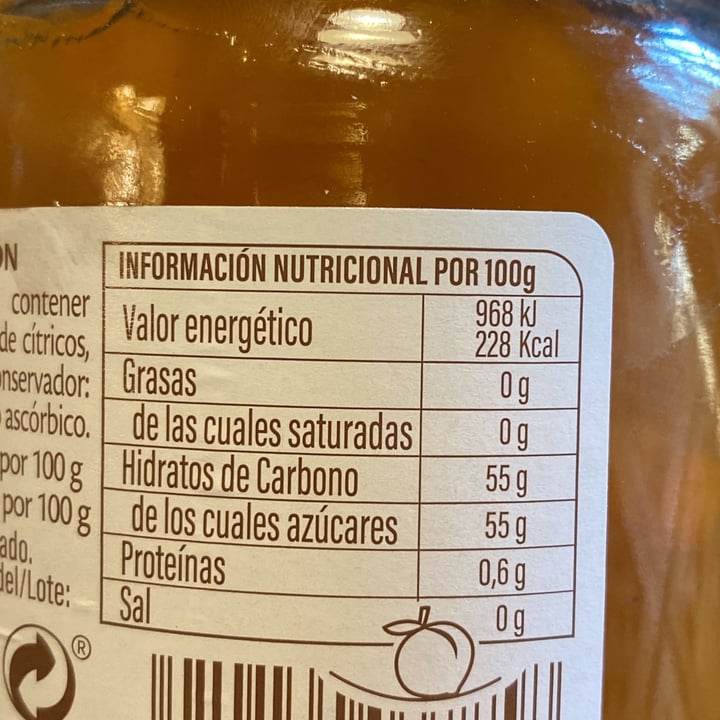 ÓN
contener
de cítricos,
nservador:
ascórbico.
por 100 g
por 100 g
ado.
del/Lote:
®
INFORMACIÓN NUTRICIONAL POR 100g
Valor energético 968 kJ
228 Kcal
Grasas 0 g
de las cuales saturadas 0 g
Hidratos de Carbono 55 g
de los cuales azúcares 55 g
Proteínas 0,6 g
Sal 0 g